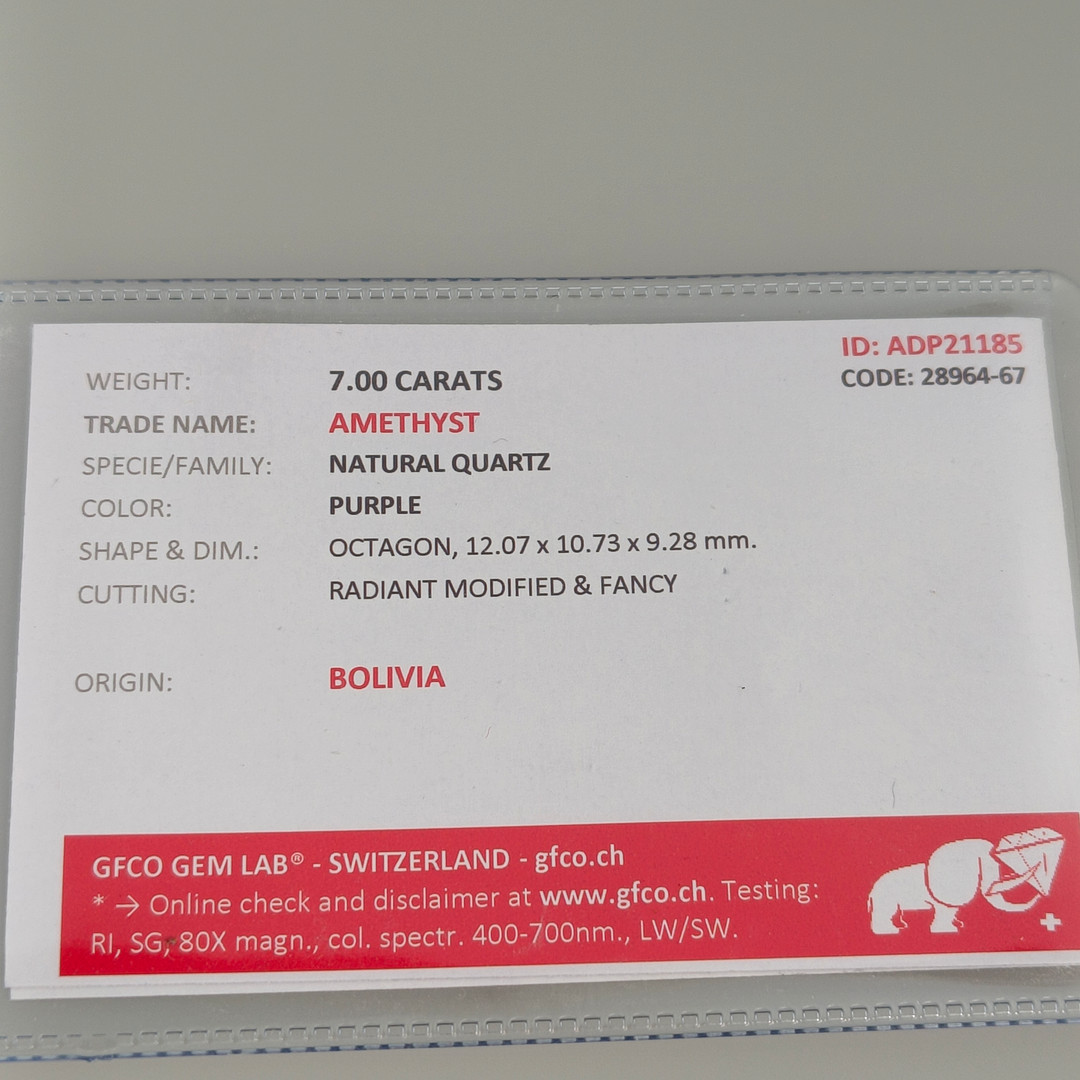 ID: ADP21185
CODE: 28964-67
WEIGHT: 7.00 CARATS
TRADE NAME: AMETHYST
SPECIE/FAMILY: NATURAL QUARTZ
COLOR: PURPLE
SHAPE & DIM.: OCTAGON, 12.07 x 10.73 x 9.28 mm.
CUTTING: RADIANT MODIFIED & FANCY
ORIGIN: BOLIVIA
GFCO GEM LAB® - SWITZERLAND - gfco.ch
* → Online check and disclaimer at www.gfco.ch. Testing:
RI, SG, 80X magn., col. spectr. 400-700nm., LW/SW.